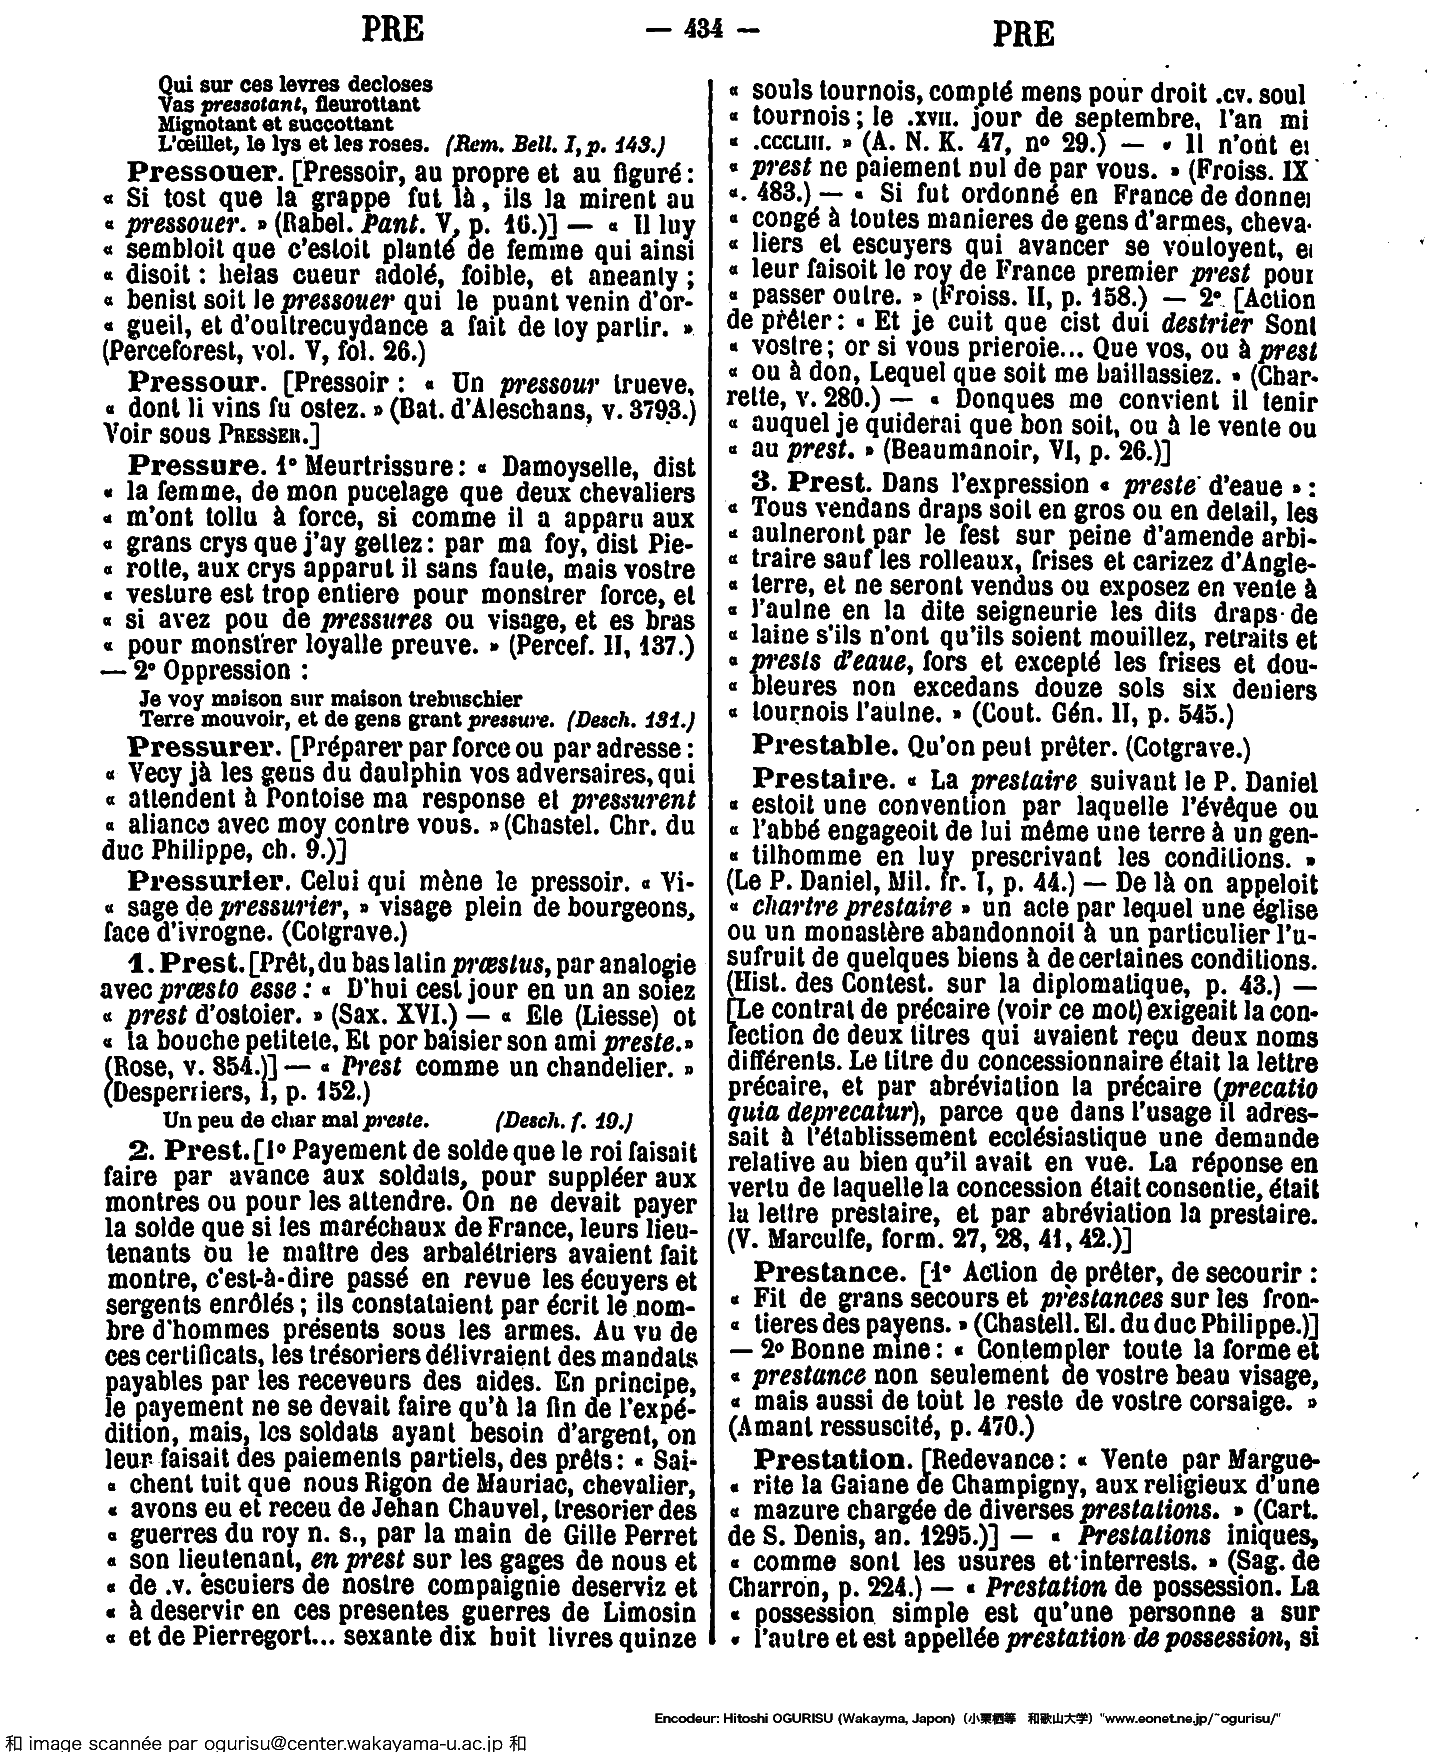 PRE — 434 — PRE
Qui sur ces levres decloses
Vas pressotant, fleurottant
Mignotant et succottant
L'œillet, le lys et les roses. (Rem. Bell. I, p. 143.)
Pressouer. [Pressoir, au propre et au figuré :
« Si tost que la grappe fut là, ils la mirent au
« pressouer. » (Rabel. Pant. V, p. 16.)] — « Il luy
« sembloit que c'estoit planté de femme qui ainsi
« disoit : helas cueur adolé, foible, et aneanty ;
« benist soit le pressouer qui le puant venin d'or-
« gueil, et d'oultrecuydance a fait de toy partir. »
(Perceforest, vol. V, fol. 26.)
Pressour. [Pressoir : « Un pressour trueve,
« dont li vins fu ostez. » (Bat. d'Aleschans, v. 3793.)
Voir sous PRESSER.]
Pressure. 1° Meurtrissure : « Damoyselle, dist
« la femme, de mon pucelage que deux chevaliers
« m'ont tollu à force, si comme il a apparu aux
« grans crys que j'ay gettez : par ma foy, dist Pie-
« rotte, aux crys apparut il sans faute, mais vostre
« vesture est trop entiere pour monstrer force, et
« si avez pou de pressures ou visage, et es bras
« pour monstrer loyalle preuve. » (Percef. II, 137.)
— 2° Oppression :
Je voy maison sur maison trebuschier
Terre mouvoir, et de gens grant pressure. (Desch. 131.)
Pressurer. [Préparer par force ou par adresse :
« Vecy jà les gens du daulphin vos adversaires, qui
« attendent à Pontoise ma response et pressurent
« aliance avec moy contre vous. » (Chastel. Chr. du
duc Philippe, ch. 9.)]
Pressurier. Celui qui mène le pressoir. « Vi-
« sage de pressurier, » visage plein de bourgeons,
face d'ivrogne. (Cotgrave.)
1. Prest. [Prêt, du bas latin præstus, par analogie
avec præsto esse : « D'hui cest jour en un an soiez
« prest d'ostoier. » (Sax. XVI.) — « Ele (Liesse) ot
« la bouche petitete, Et por baisier son ami preste.»
(Rose, v. 854.)] — « Prest comme un chandelier. »
(Desperriers, I, p. 152.)
Un peu de char mal preste. (Desch. f. 19.)
2. Prest. [1° Payement de solde que le roi faisait
faire par avance aux soldats, pour suppléer aux
montres ou pour les attendre. On ne devait payer
la solde que si les maréchaux de France, leurs lieu-
tenants ou le maître des arbalétriers avaient fait
montre, c'est-à-dire passé en revue les écuyers et
sergents enrôlés ; ils constataient par écrit le nom-
bre d'hommes présents sous les armes. Au vu de
ces certificats, les trésoriers délivraient des mandats
payables par les receveurs des aides. En principe,
le payement ne se devait faire qu'à la fin de l'expé-
dition, mais, les soldats ayant besoin d'argent, on
leur faisait des paiements partiels, des prêts : « Sai-
« chent tuit que nous Rigon de Mauriac, chevalier,
« avons eu et receu de Jehan Chauvel, tresorier des
« guerres du roy n. s., par la main de Gille Perret
« son lieutenant, en prest sur les gages de nous et
« de .v. escuiers de nostre compaignie deserviz et
« à deservir en ces presentes guerres de Limosin
« et de Pierregort... sexante dix huit livres quinze
« souls tournois, compté mens pour droit .cv. soul
« tournois ; le .xvII. jour de septembre, l'an mi
« .CCCLIII. » (A. N. K. 47, n° 29.) — « Il n'ont et
« prest ne paiement nul de par vous. » (Froiss. IX
«. 483.) — « Si fut ordonné en France de donner
« congé à toutes manieres de gens d'armes, cheva-
« liers et escuyers qui avancer se vouloyent, et
« leur faisoit le roy de France premier prest pour
« passer outre. » (Froiss. II, p. 158.) — 2° [Action
de prêter : « Et je cuit que cist dui destrier Sont
« vostre ; or si vous prieroie... Que vos, ou à prest
« ou à don, Lequel que soit me baillassiez. » (Char-
rette, v. 280.) — « Donques me convient il tenir
« auquel je quiderai que bon soit, ou à le vente ou
« au prest. » (Beaumanoir, VI, p. 26.)]
3. Prest. Dans l'expression « preste d'eaue » :
« Tous vendans draps soit en gros ou en detail, les
« aulneront par le fest sur peine d'amende arbi-
« traire sauf les rolleaux, frises et carizez d'Angle-
« terre, et ne seront vendus ou exposez en vente à
« l'aulne en la dite seigneurie les dits draps de
« laine s'ils n'ont qu'ils soient mouillez, retraits et
« prests d'eaue, fors et excepté les frises et dou-
« bleures non excedans douze sols six deniers
« tournois l'aulne. » (Cout. Gén. II, p. 545.)
Prestable. Qu'on peut prêter. (Cotgrave.)
Prestaire. « La prestaire suivant le P. Daniel
« estoit une convention par laquelle l'évêque ou
« l'abbé engageoit de lui même une terre à un gen-
« tilhomme en luy prescrivant les conditions. »
(Le P. Daniel, Mil. fr. I, p. 44.) — De là on appeloit
« chartre prestaire » un acte par lequel une église
ou un monastère abandonnoit à un particulier l'u-
sufruit de quelques biens à de certaines conditions.
(Hist. des Contest. sur la diplomatique, p. 43.) —
[Le contrat de précaire (voir ce mot) exigeait la con-
fection de deux titres qui avaient reçu deux noms
différents. Le titre du concessionnaire était la lettre
précaire, et par abréviation la précaire (precatio
quia deprecatur), parce que dans l'usage il adres-
sait à l'établissement ecclésiastique une demande
relative au bien qu'il avait en vue. La réponse en
vertu de laquelle la concession était consentie, était
la lettre prestaire, et par abréviation la prestaire.
(V. Marculfe, form. 27, 28, 41, 42.)]
Prestance. [1° Action de prêter, de secourir :
« Fit de grans secours et prestances sur les fron-
« tieres des payens. » (Chastell. El. du duc Philippe.)]
— 2° Bonne mine : « Contempler toute la forme et
« prestance non seulement de vostre beau visage,
« mais aussi de tout le reste de vostre corsaige. »
(Amant ressuscité, p. 470.)
Prestation. [Redevance : « Vente par Margue-
« rite la Gaiane de Champigny, aux religieux d'une
« mazure chargée de diverses prestations. » (Cart.
de S. Denis, an. 1295.)] — « Prestations iniques,
« comme sont les usures et interrests. » (Sag. de
Charron, p. 224.) — « Prestation de possession. La
« possession simple est qu'une personne a sur
« l'autre et est appellée prestation de possession, si
Encodeur: Hitoshi OGURISU (Wakayma, Japon)（小栗栖等　和歌山大学）"www.eonet.ne.jp/~ogurisu/"
和 image scannée par ogurisu@center.wakayama-u.ac.jp 和